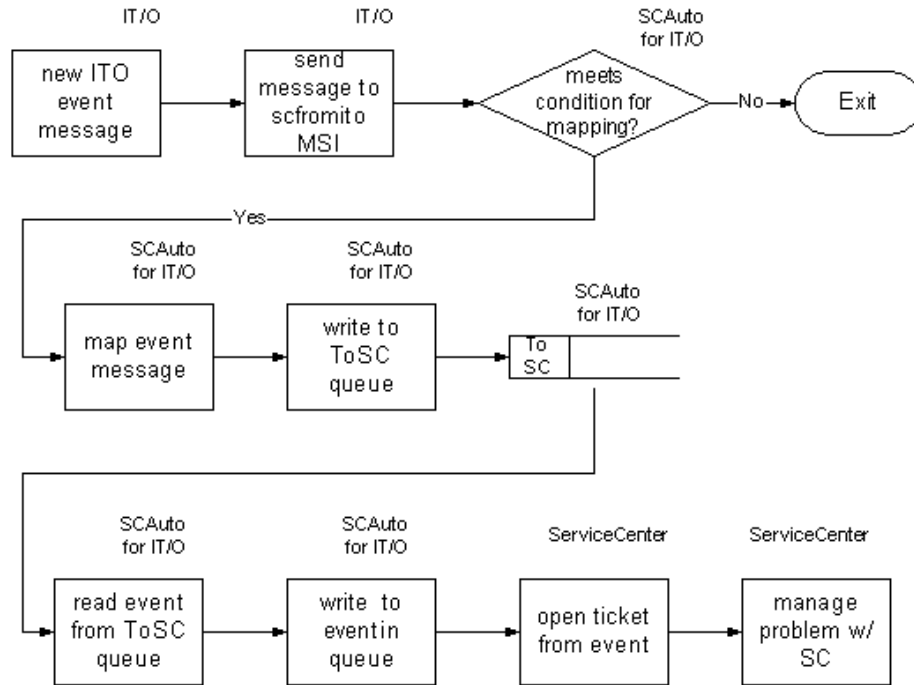 IT/O
new ITO
event
message
IT/O
send
message to
scfromito
MSI
SCAuto
for IT/O
meets
condition for
mapping?
No
Exit
Yes
SCAuto
for IT/O
map event
message
SCAuto
for IT/O
write to
ToSC
queue
SCAuto
for IT/O
To
SC
SCAuto
for IT/O
read event
from ToSC
queue
SCAuto
for IT/O
write to
eventin
queue
ServiceCenter
open ticket
from event
ServiceCenter
manage
problem w/
SC